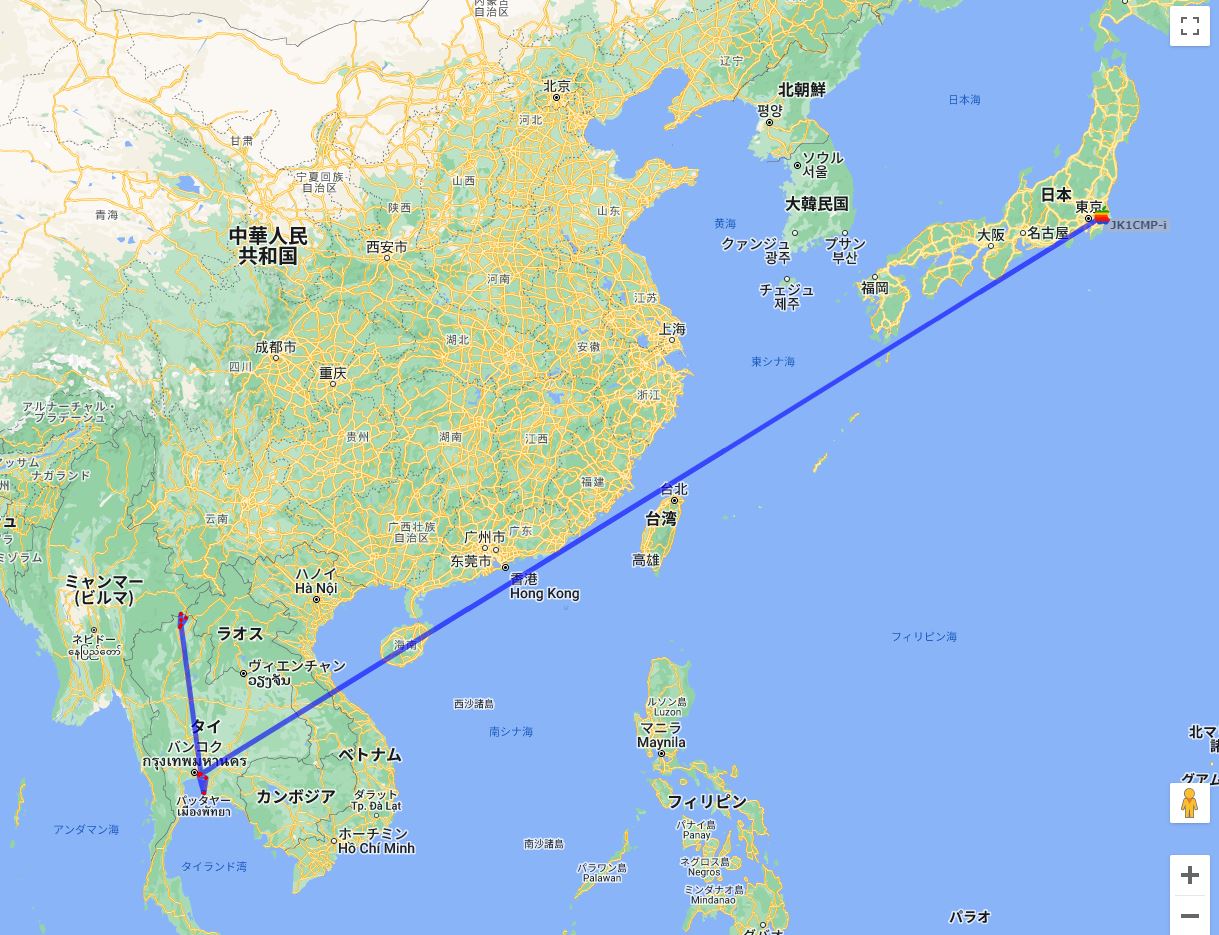 内蒙古
自治区
辽宁
北京
北朝鮮
평양
日本海
河北
甘肃
ソウル
서울
宁夏回族
自治区
山西
青海
陕西
山东
大韓民国
日本
東京
JK1CMP-i
黄海
中華人民
共和国
西安市
クァンジュ
광주
プサン
부산
大阪
名古屋
河南
チェジュ
제주
福岡
江苏
上海
湖北
安徽
成都市
四川
重庆
東シナ海
浙江
アルナーチャル・
プラデーシュ
贵州
湖南
江西
アッサム
ナガランド
州
福建
台北
台湾
云南
广西壮族
自治区
广州市
广东
东莞市
高雄
ミゾラム
香港
Hong Kong
ミャンマー
(ビルマ)
ハノイ
Hà Nội
ネピドー
နေပြည်တော်
ラオス
海南
フィリピン海
ヴィエンチャン
ວຽງຈັນ
西沙諸島
南シナ海
ルソン島
Luzon
マニラ
Maynila
タイ
バンコク
กรุงเทพมหานคร
ベトナム
北マ
諸
グアム
パッタヤー
เมืองพัทยา
カンボジア
ダラット
Tp. Đà Lạt
フィリピン
アンダマン海
ホーチミン
Hồ Chí Minh
南沙諸島
パナイ島
Panay
タイランド湾
パラワン島
Palawan
ネグロス島
Negros
ミンダナオ島
Mindanao
パラオ
ダバオ